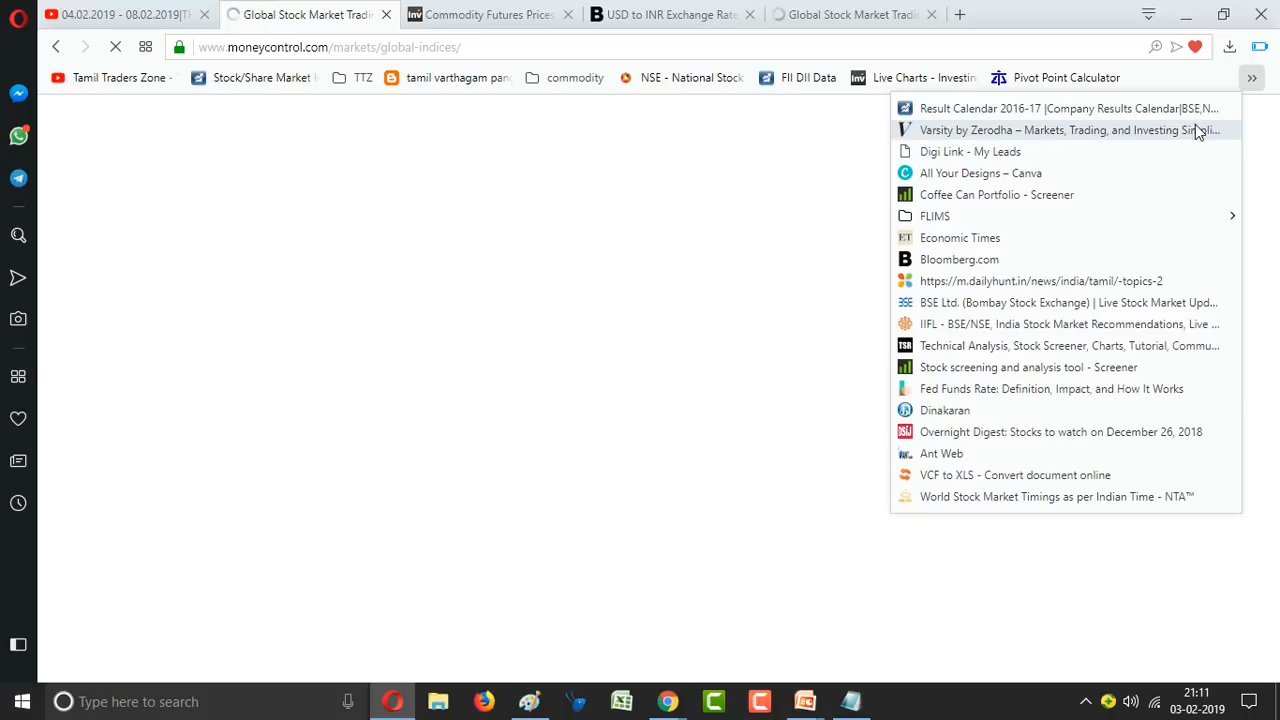 04.02.2019 - 08.02.2019|T
Global Stock Market Tradi
Commodity Futures Prices
USD to INR Exchange Rate
Global Stock Market Tradi
www.moneycontrol.com/markets/global-indices/
Tamil Traders Zone -
Stock/Share Market I
TTZ
tamil varthagam pan
commodity
NSE - National Stock
FII DII Data
Live Charts - Investin
Pivot Point Calculator
Result Calendar 2016-17 |Company Results Calendar|BSE,N...
Varsity by Zerodha – Markets, Trading, and Investing Simpli...
Digi Link - My Leads
All Your Designs – Canva
Coffee Can Portfolio - Screener
FLIMS
Economic Times
Bloomberg.com
https://m.dailyhunt.in/news/india/tamil/-topics-2
BSE Ltd. (Bombay Stock Exchange) | Live Stock Market Upd...
IIFL - BSE/NSE, India Stock Market Recommendations, Live ...
Technical Analysis, Stock Screener, Charts, Tutorial, Commu...
Stock screening and analysis tool - Screener
Fed Funds Rate: Definition, Impact, and How It Works
Dinakaran
Overnight Digest: Stocks to watch on December 26, 2018
Ant Web
VCF to XLS - Convert document online
World Stock Market Timings as per Indian Time - NTA™
Type here to search
21:11
03-02-2019